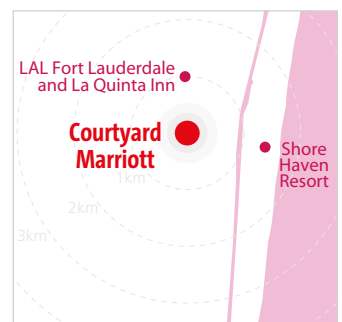 LAL Fort Lauderdale
and La Quinta Inn
Courtyard
Marriott
Shore
Haven
Resort
1km
2km
3km